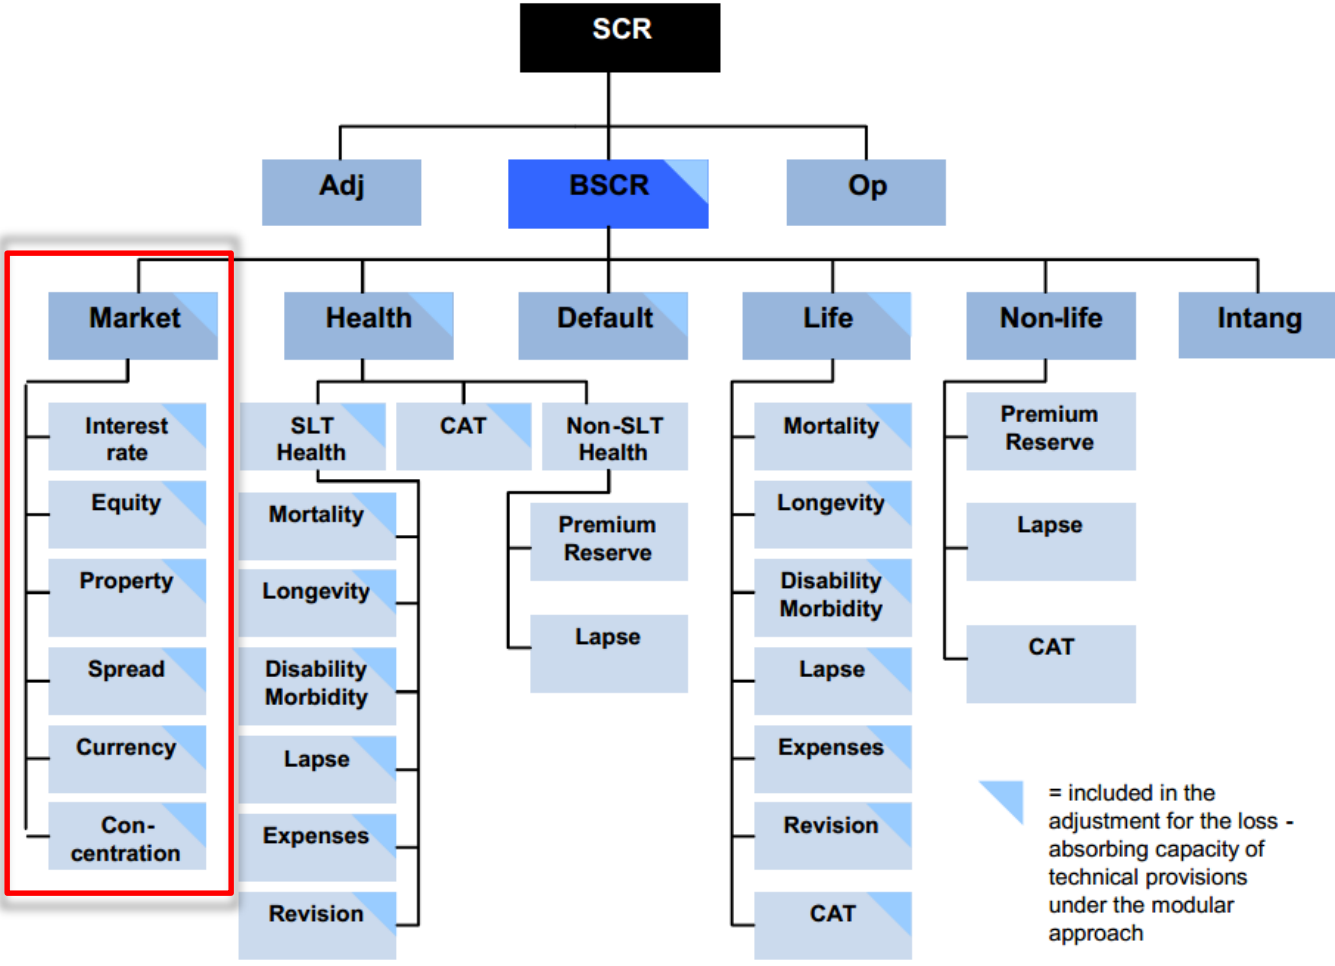 SCR
Adj
BSCR
Op
Market
Health
Default
Life
Non-life
Intang
Interest
rate
Equity
Property
Spread
Currency
Con-
centration
SLT
Health
CAT
Non-SLT
Health
Mortality
Longevity
Disability
Morbidity
Lapse
Expenses
Revision
Premium
Reserve
Lapse
Mortality
Longevity
Disability
Morbidity
Lapse
Expenses
Revision
CAT
Premium
Reserve
Lapse
CAT
= included in the
adjustment for the loss -
absorbing capacity of
technical provisions
under the modular
approach